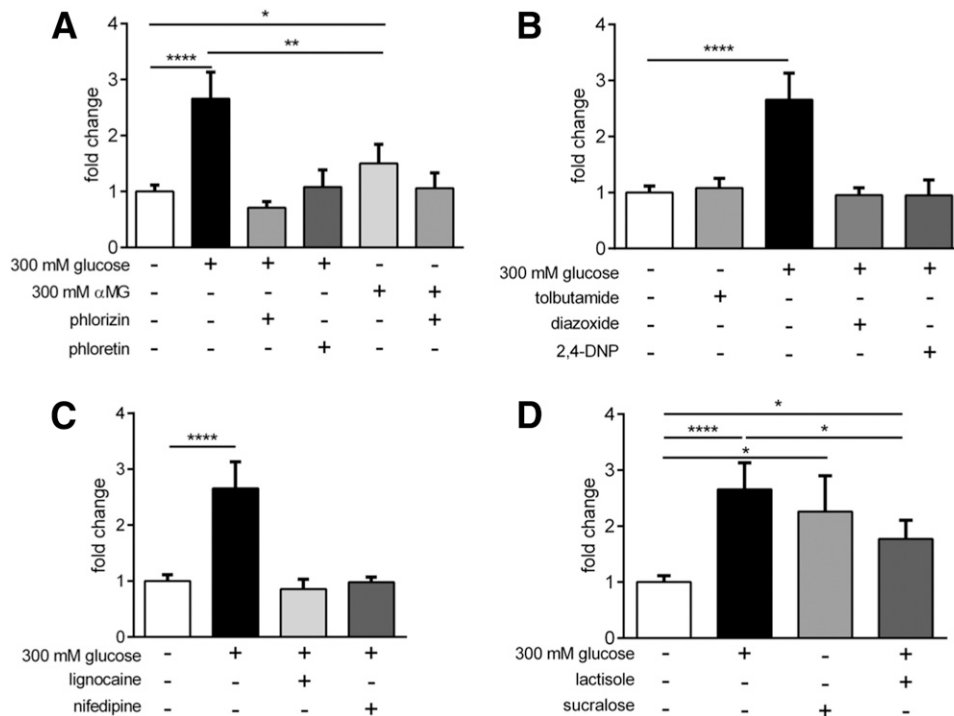 A
*
**
****
4
3
2
1
0
fold change
300 mM glucose - + + + - -
300 mM αMG - - - - + +
phlorizin - - + - - +
phloretin - - - + - -
B
****
4
3
2
1
0
fold change
300 mM glucose - - + + +
tolbutamide - + - - -
diazoxide - - - + -
2,4-DNP - - - - +
C
****
4
3
2
1
0
fold change
300 mM glucose - + + +
lignocaine - - + -
nifedipine - - - +
D
*
**** *
*
4
3
2
1
0
fold change
300 mM glucose - + - +
lactisole - - - +
sucralose - - + -